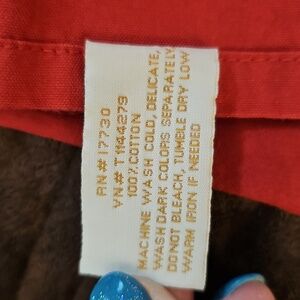 RN# 17730
VN# T1144279
100% COTTON
MACHINE WASH COLD, DELICATE,
WASH DARK COLORS SEPARATELY
DO NOT BLEACH, TUMBLE DRY LOW
WARM IRON IF NEEDED